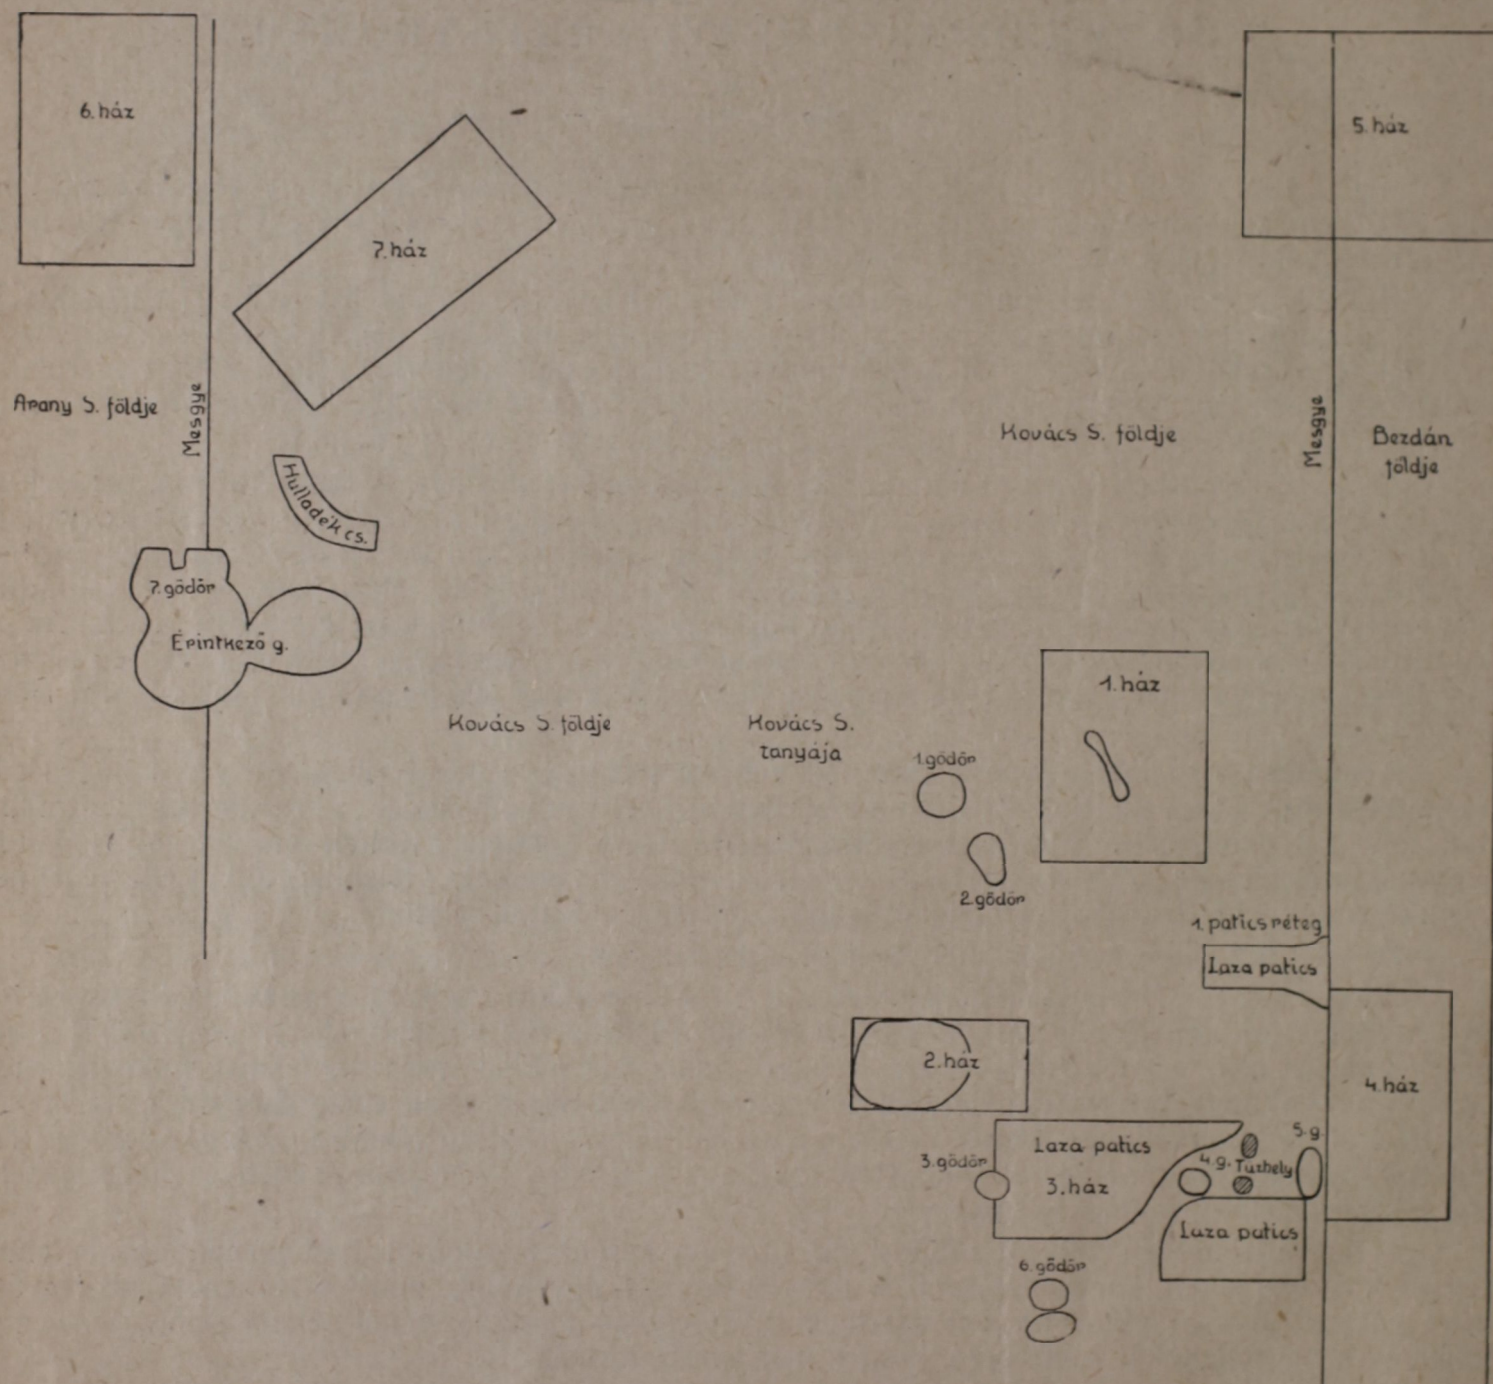 6. ház
5. ház
7. ház
Arany S. földje
Mesgye
Kovács S. földje
Mesgye
Bezdán
földje
Hulladék cs.
7. gödör
Érintkező g.
1. ház
Kovács S. földje
Kovács S.
tanyája
1. gödör
2. gödör
1. patics réteg
Laza patics
2. ház
4. ház
Laza patics
3. gödör
3. ház
4. g.
Tűzhely
5. g.
Laza patics
6. gödör